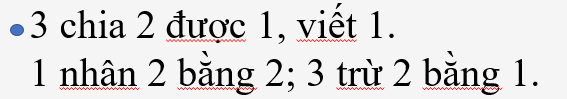 • 3 chia 2 được 1, viết 1.
1 nhân 2 bằng 2; 3 trừ 2 bằng 1.